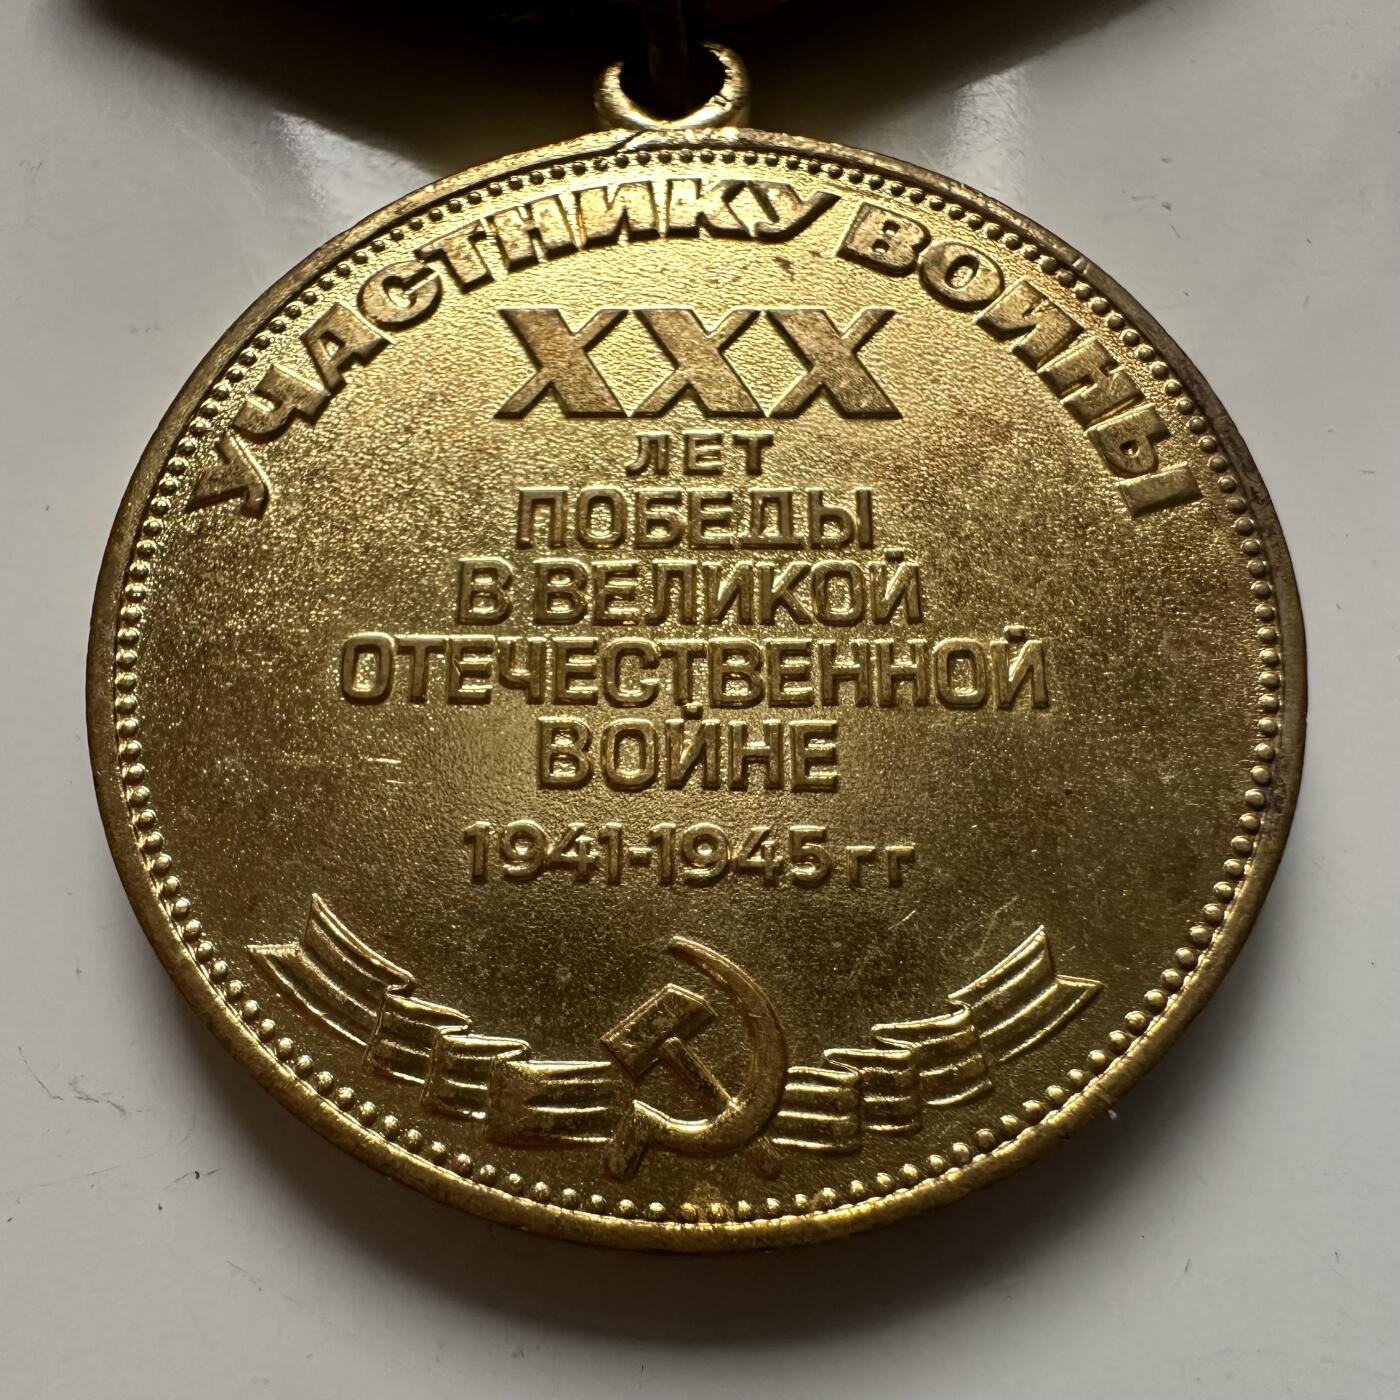 УЧАСТНИКУ ВОЙНЫ
XXX
ЛЕТ
ПОБЕДЫ
В ВЕЛИКОЙ
ОТЕЧЕСТВЕННОЙ
ВОЙНЕ
1941-1945гг